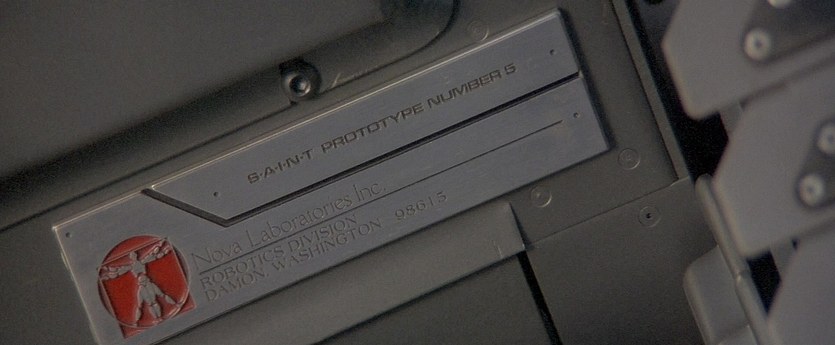 S·A·I·N·T PROTOTYPE NUMBER 5
Nova Laboratories Inc.
ROBOTICS DIVISION
DAMON, WASHINGTON 98615